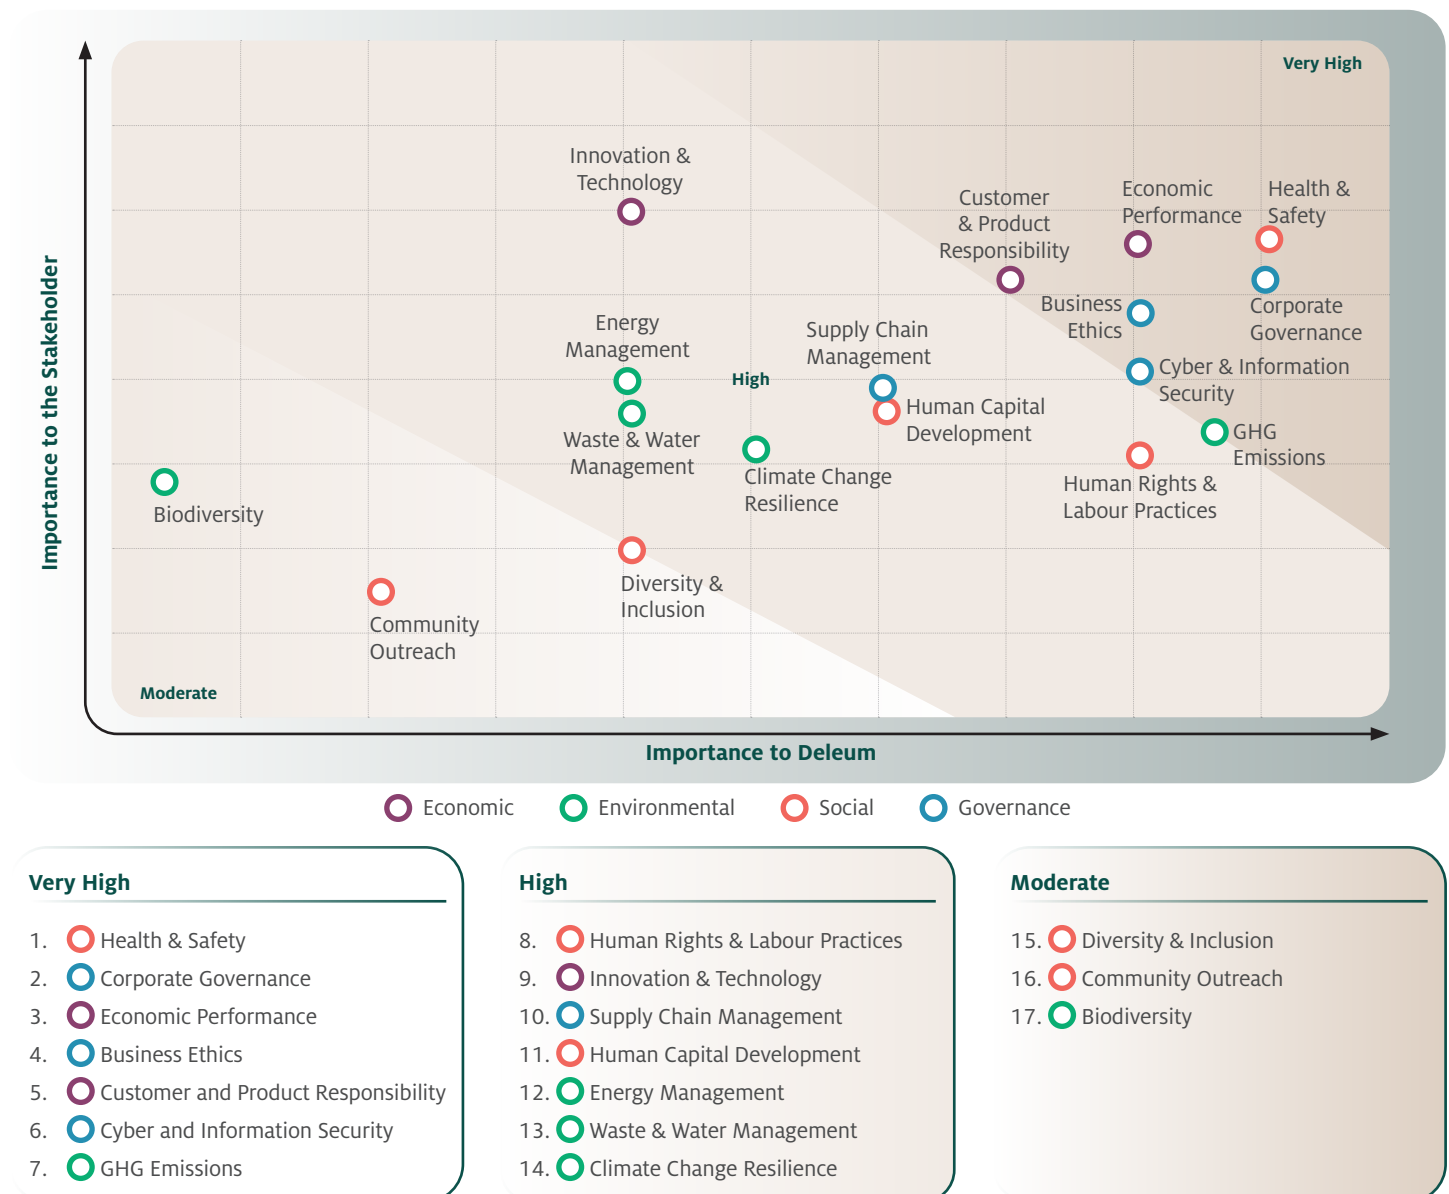 Very High
Innovation &
Technology
Customer
& Product
Responsibility
Economic
Performance
Health &
Safety
Business
Ethics
Corporate
Governance
Energy
Management
Supply Chain
Management
High
Cyber & Information
Security
Human Capital
Development
Waste & Water
Management
Climate Change
Resilience
GHG
Emissions
Human Rights &
Labour Practices
Biodiversity
Diversity &
Inclusion
Community
Outreach
Moderate
Importance to the Stakeholder
Importance to Deleum
Economic
Environmental
Social
Governance
Very High
1. Health & Safety
2. Corporate Governance
3. Economic Performance
4. Business Ethics
5. Customer and Product Responsibility
6. Cyber and Information Security
7. GHG Emissions
High
8. Human Rights & Labour Practices
9. Innovation & Technology
10. Supply Chain Management
11. Human Capital Development
12. Energy Management
13. Waste & Water Management
14. Climate Change Resilience
Moderate
15. Diversity & Inclusion
16. Community Outreach
17. Biodiversity